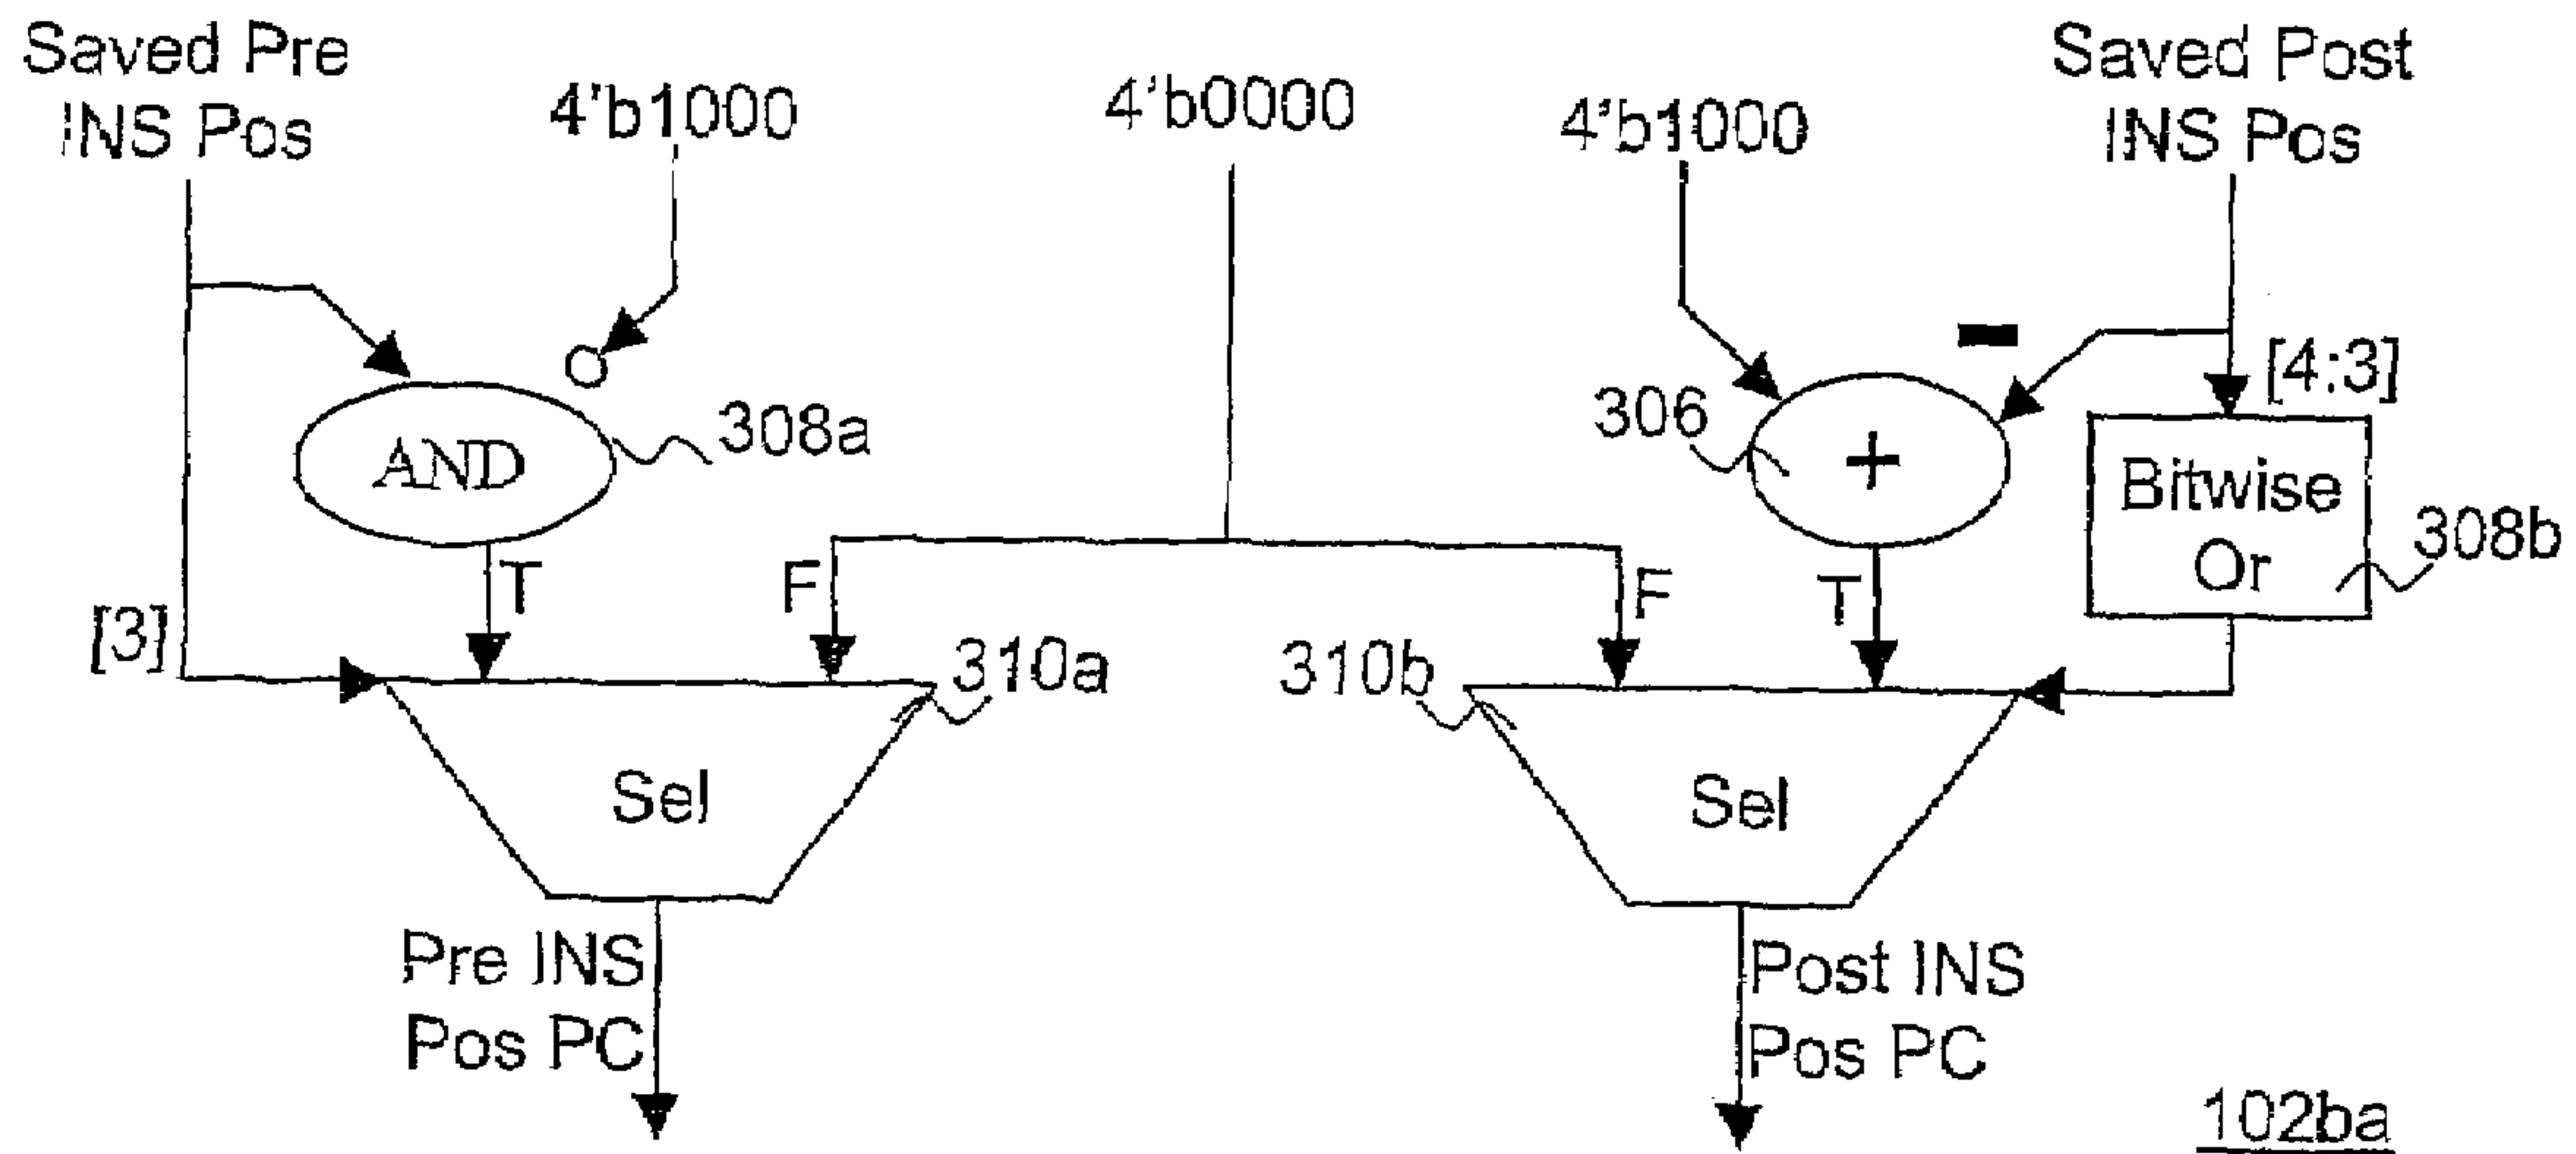 Saved Pre
INS Pos
4'b1000
4'b0000
4'b1000
Saved Post
INS Pos
[4:3]
308a
306
AND
+
Bitwise
Or
308b
T
F
F
T
[3]
310a
310b
Sel
Sel
Pre INS
Pos PC
Post INS
Pos PC
102ba